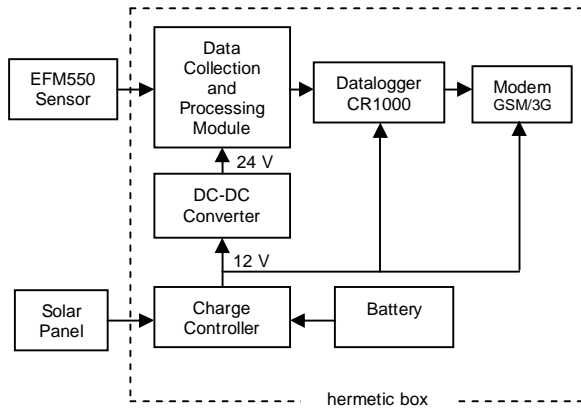 EFM550
Sensor
Data
Collection
and
Processing
Module
Datalogger
CR1000
Modem
GSM/3G
24 V
DC-DC
Converter
12 V
Solar
Panel
Charge
Controller
Battery
hermetic box